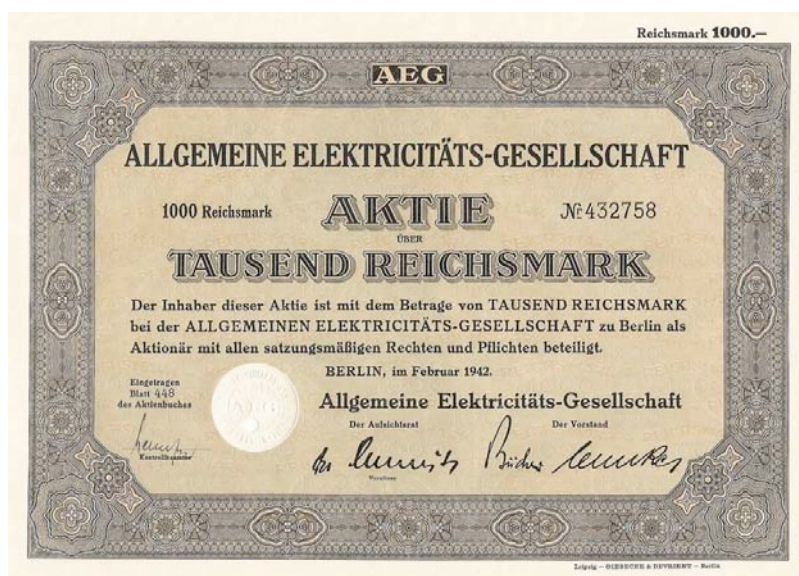 Reichsmark 1000.—
AEG
ALLGEMEINE ELEKTRICITÄTS-GESELLSCHAFT
1000 Reichsmark AKTIE № 432758
ÜBER
TAUSEND REICHSMARK
Der Inhaber dieser Aktie ist mit dem Betrage von TAUSEND REICHSMARK
bei der ALLGEMEINEN ELEKTRICITÄTS-GESELLSCHAFT zu Berlin als
Aktionär mit allen satzungsmäßigen Rechten und Pflichten beteiligt.
BERLIN, im Februar 1942.
Eingetragen
Blatt 448
des Aktienbuches
AEG
Allgemeine Elektricitäts-Gesellschaft
Der Aufsichtsrat Der Vorstand
Kontrollbeamter
Bücher
Vorsitzer
Leipzig – GIESECKE & DEVRIENT – Berlin